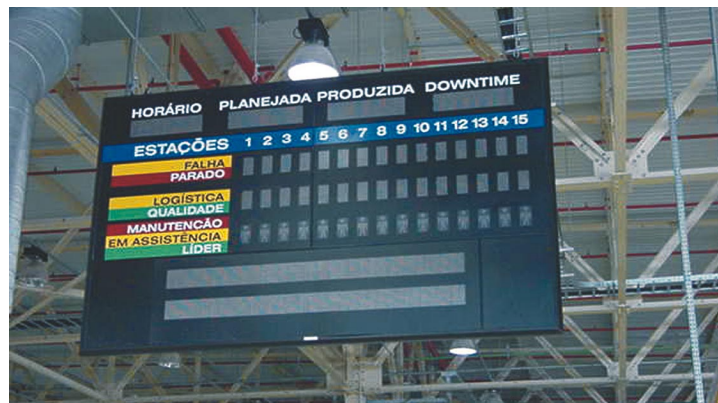 HORÁRIO PLANEJADA PRODUZIDA DOWNTIME
ESTAÇÕES 1 2 3 4 5 6 7 8 9 10 11 12 13 14 15
FALHA
PARADO
LOGÍSTICA
QUALIDADE
MANUTENÇÃO
EM ASSISTÊNCIA
LÍDER